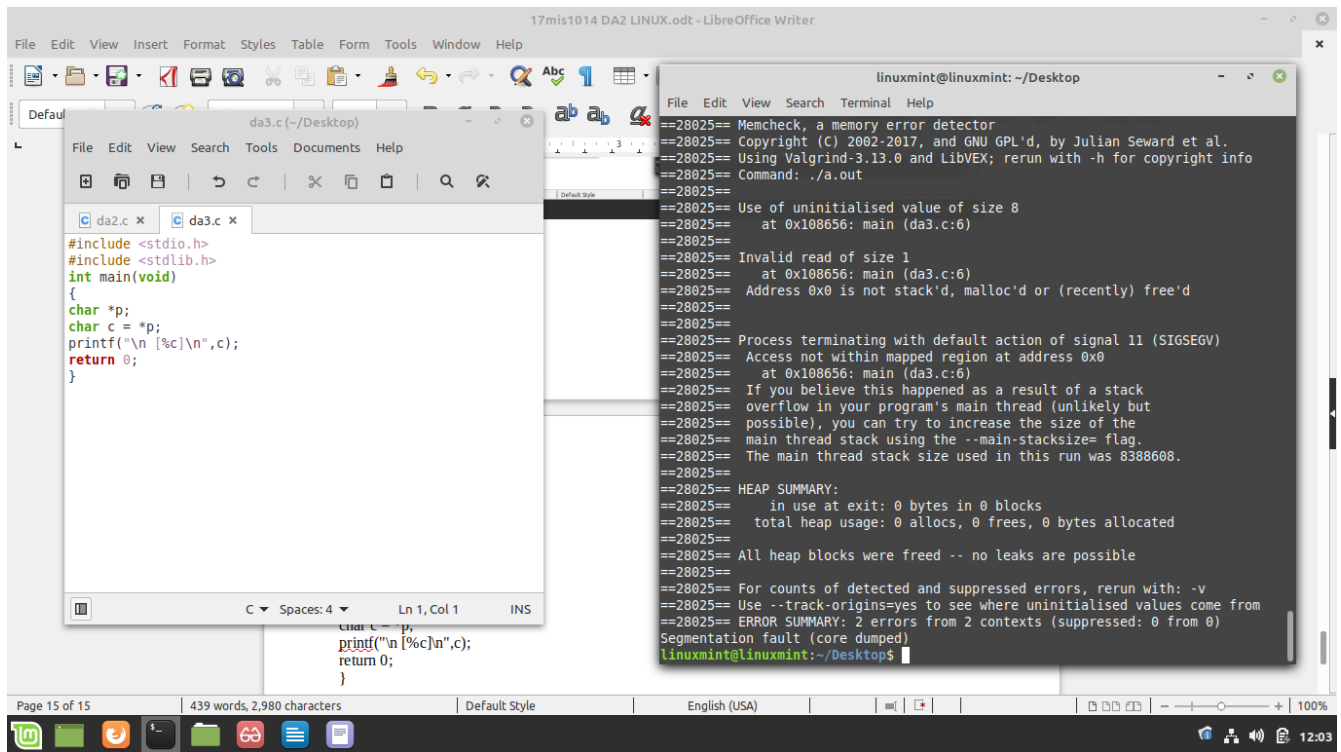 17mis1014 DA2 LINUX.odt - LibreOffice Writer
File Edit View Insert Format Styles Table Form Tools Window Help
Abc
Defau
ab ab
3
Default Style
da3.c (~/Desktop)
File Edit View Search Tools Documents Help
C da2.c × C da3.c ×
#include <stdio.h>
#include <stdlib.h>
int main(void)
{
char *p;
char c = *p;
printf("\n [%c]\n",c);
return 0;
}
C Spaces: 4 Ln 1, Col 1 INS
char c = *p;
printf("\n [%c]\n",c);
return 0;
}
linuxmint@linuxmint: ~/Desktop
File Edit View Search Terminal Help
==28025== Memcheck, a memory error detector
==28025== Copyright (C) 2002-2017, and GNU GPL'd, by Julian Seward et al.
==28025== Using Valgrind-3.13.0 and LibVEX; rerun with -h for copyright info
==28025== Command: ./a.out
==28025==
==28025== Use of uninitialised value of size 8
==28025==    at 0x108656: main (da3.c:6)
==28025==
==28025== Invalid read of size 1
==28025==    at 0x108656: main (da3.c:6)
==28025==  Address 0x0 is not stack'd, malloc'd or (recently) free'd
==28025==
==28025==
==28025== Process terminating with default action of signal 11 (SIGSEGV)
==28025==  Access not within mapped region at address 0x0
==28025==    at 0x108656: main (da3.c:6)
==28025==  If you believe this happened as a result of a stack
==28025==  overflow in your program's main thread (unlikely but
==28025==  possible), you can try to increase the size of the
==28025==  main thread stack using the --main-stacksize= flag.
==28025==  The main thread stack size used in this run was 8388608.
==28025==
==28025== HEAP SUMMARY:
==28025==     in use at exit: 0 bytes in 0 blocks
==28025==   total heap usage: 0 allocs, 0 frees, 0 bytes allocated
==28025==
==28025== All heap blocks were freed -- no leaks are possible
==28025==
==28025== For counts of detected and suppressed errors, rerun with: -v
==28025== Use --track-origins=yes to see where uninitialised values come from
==28025== ERROR SUMMARY: 2 errors from 2 contexts (suppressed: 0 from 0)
Segmentation fault (core dumped)
linuxmint@linuxmint:~/Desktop$
Page 15 of 15 439 words, 2,980 characters Default Style English (USA) 100%
12:03